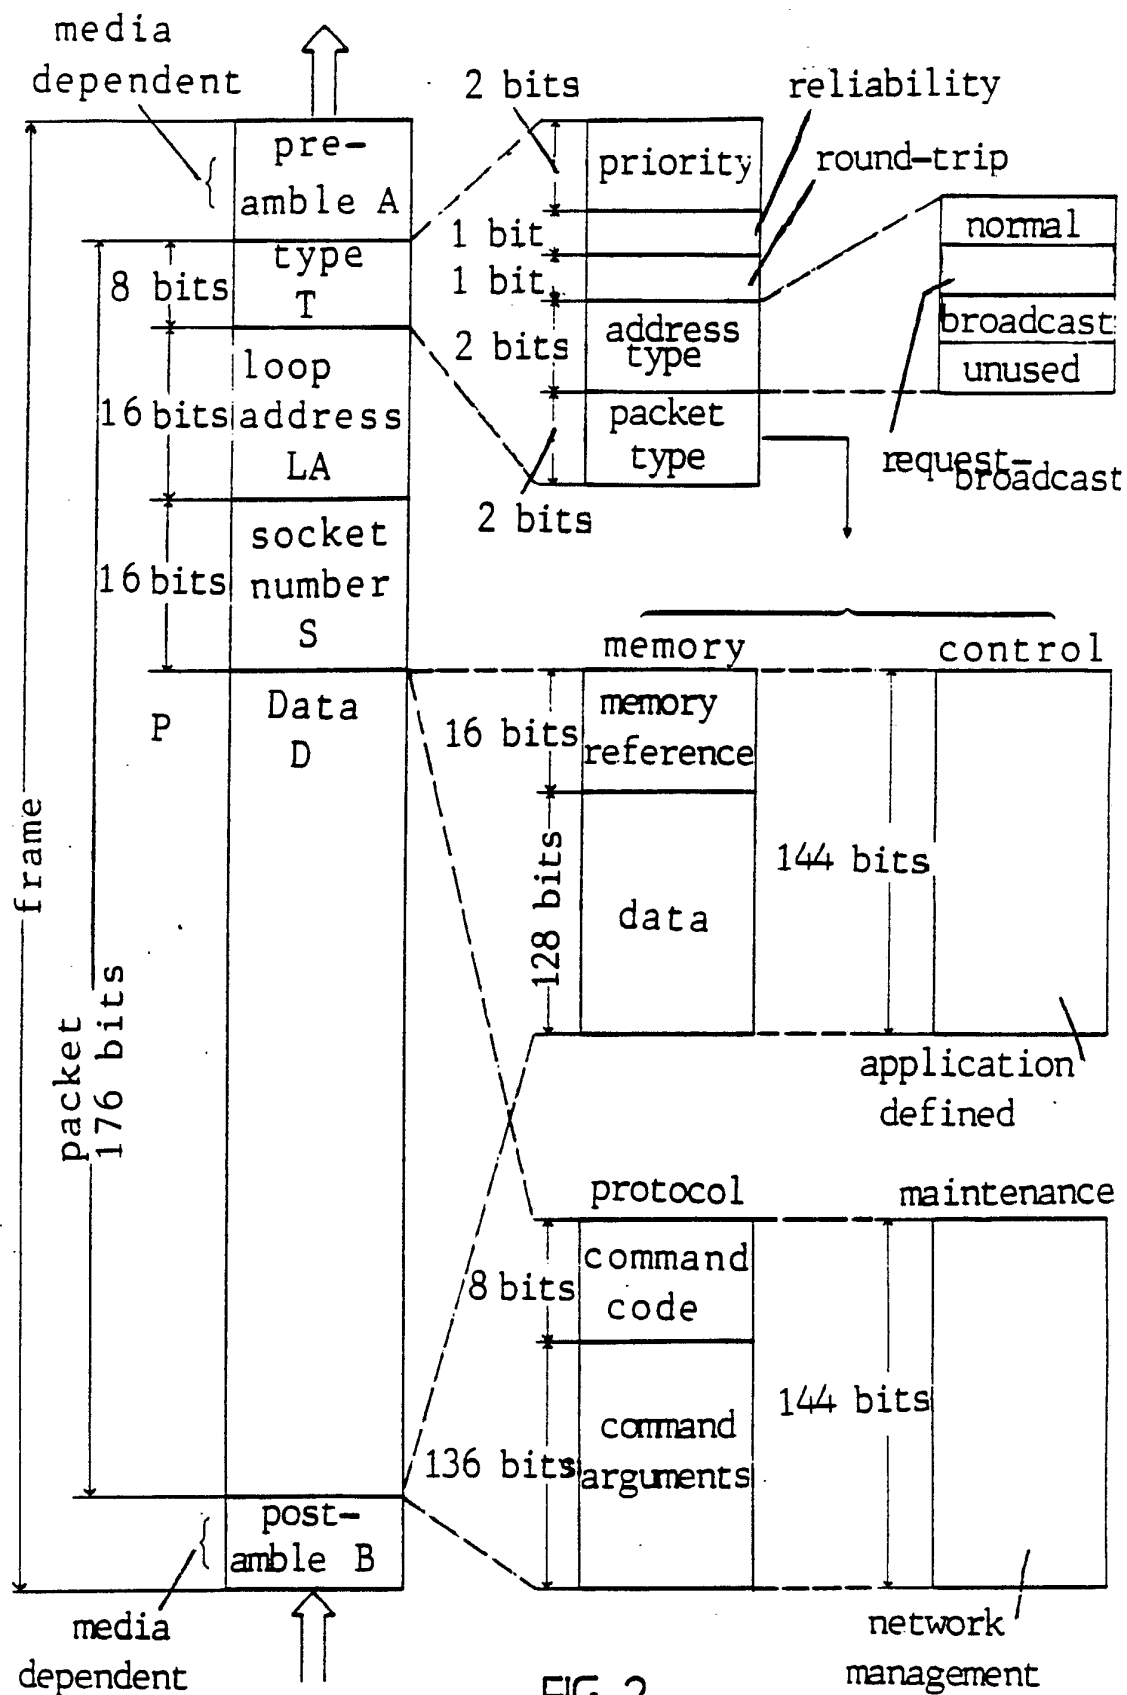 media
dependent
pre-
amble A
type
T
8 bits
loop
address
LA
16 bits
socket
number
S
16 bits
P
Data
D
frame
packet
176 bits
post-
amble B
media
dependent
2 bits
priority
reliability
round-trip
1 bit
1 bit
2 bits
address
type
packet
type
2 bits
normal
broadcast
unused
request-
broadcast
memory
control
memory
reference
16 bits
128 bits
data
144 bits
application
defined
protocol
maintenance
command
code
8 bits
command
arguments
136 bits
144 bits
network
management
FIG. 2